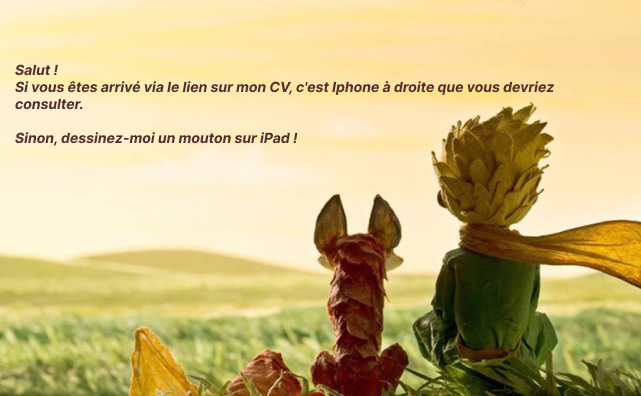 Salut !
Si vous êtes arrivé via le lien sur mon CV, c'est Iphone à droite que vous devriez
consulter.
Sinon, dessinez-moi un mouton sur iPad !